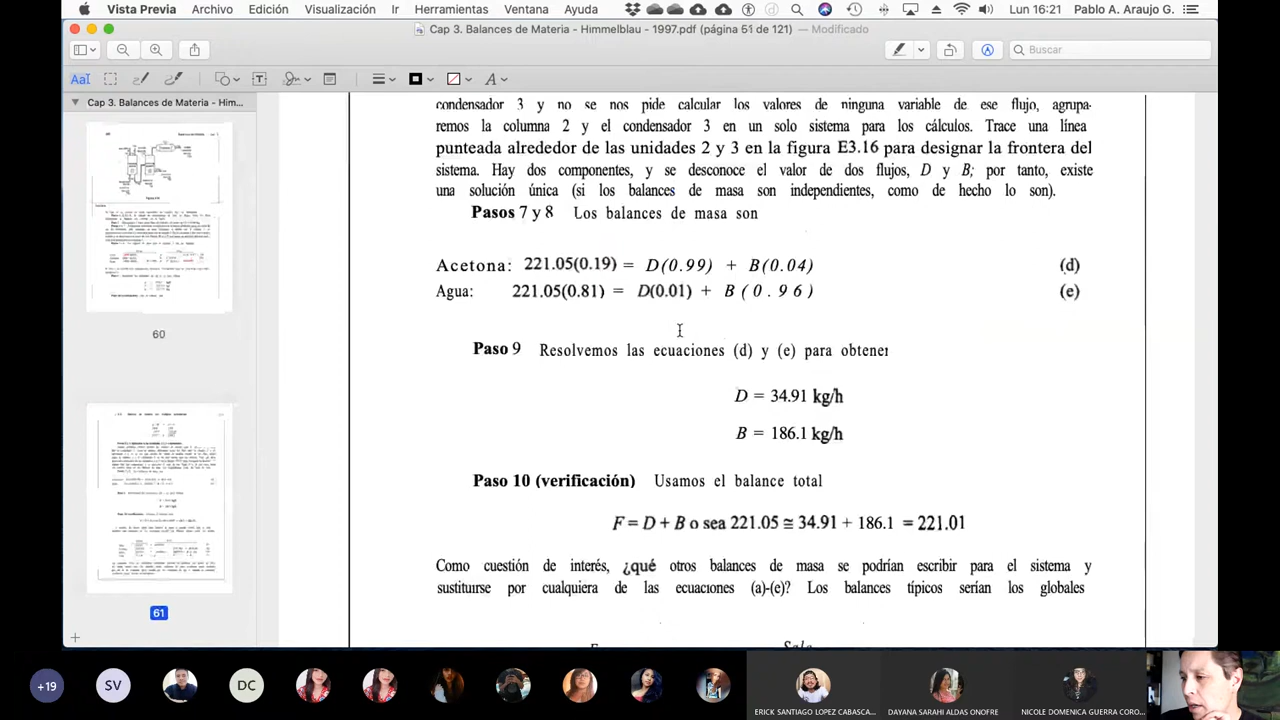 Vista Previa Archivo Edición Visualización Ir Herramientas Ventana Ayuda Lun 16:21 Pablo A. Araujo G.
Cap 3. Balances de Materia - Himmelblau - 1997.pdf (página 51 de 121) — Modificado
Buscar
Cap 3. Balances de Materia - Him...
60
61
condensador 3 y no se nos pide calcular los valores de ninguna variable de ese flujo, agrupa-
remos la columna 2 y el condensador 3 en un solo sistema para los cálculos. Trace una línea
punteada alrededor de las unidades 2 y 3 en la figura E3.16 para designar la frontera del
sistema. Hay dos componentes, y se desconoce el valor de dos flujos, D y B; por tanto, existe
una solución única (si los balances de masa son independientes, como de hecho lo son).
Pasos 7 y 8 Los balances de masa son
Acetona: 221.05(0.19) = D(0.99) + B(0.04) (d)
Agua: 221.05(0.81) = D(0.01) + B(0.96) (e)
Paso 9 Resolvemos las ecuaciones (d) y (e) para obtener
D = 34.91 kg/h
B = 186.1 kg/h
Paso 10 (verificación) Usamos el balance total
F = D + B o sea 221.05 ≅ 34.91 + 186.1 = 221.01
Como cuestión de interés, ¿qué otros balances de masa se podrían escribir para el sistema y
sustituirse por cualquiera de las ecuaciones (a)-(e)? Los balances típicos serían los globales
+19 SV DC
ERICK SANTIAGO LOPEZ CABASCA... DAYANA SARAHI ALDAS ONOFRE NICOLE DOMENICA GUERRA CORO...